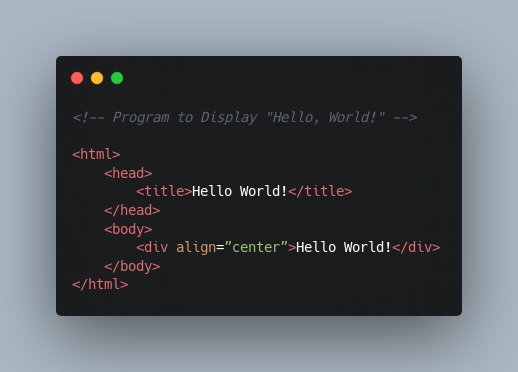 <!-- Program to Display "Hello, World!" -->
<html>
<head>
<title>Hello World!</title>
</head>
<body>
<div align=”center”>Hello World!</div>
</body>
</html>